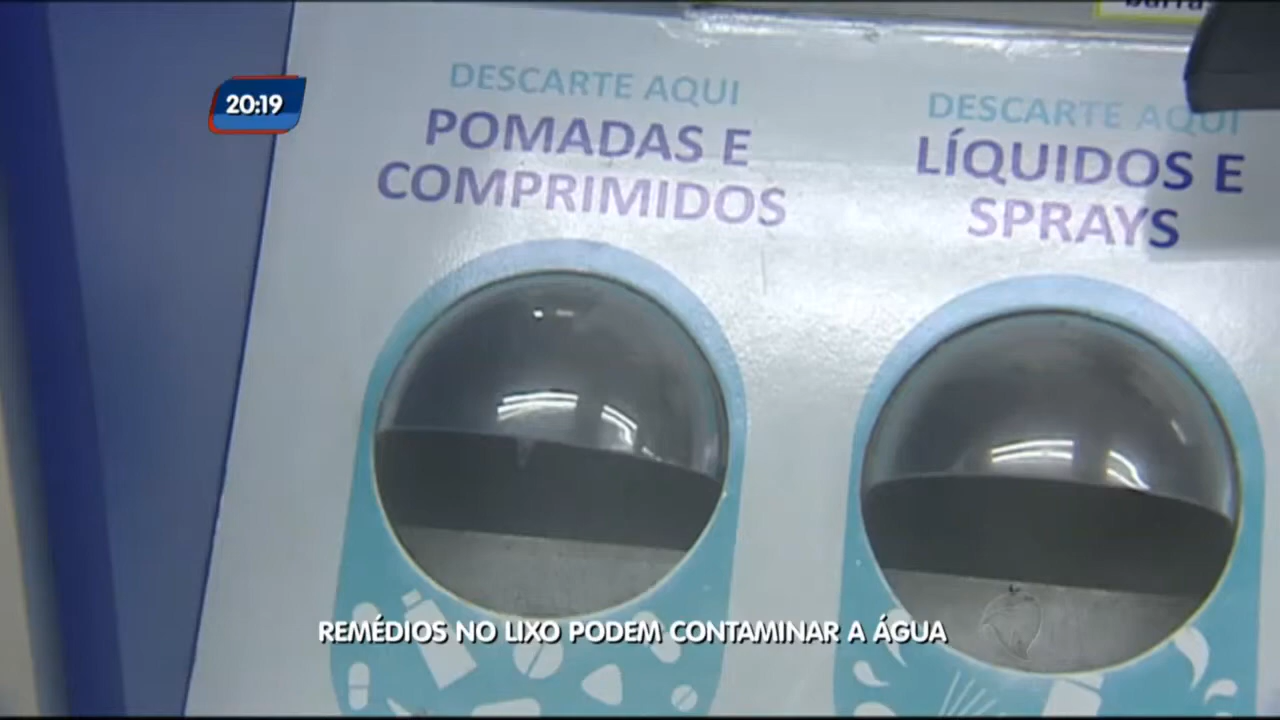 20:19
DESCARTE AQUI
POMADAS E
COMPRIMIDOS
DESCARTE AQUI
LÍQUIDOS E
SPRAYS
REMÉDIOS NO LIXO PODEM CONTAMINAR A ÁGUA